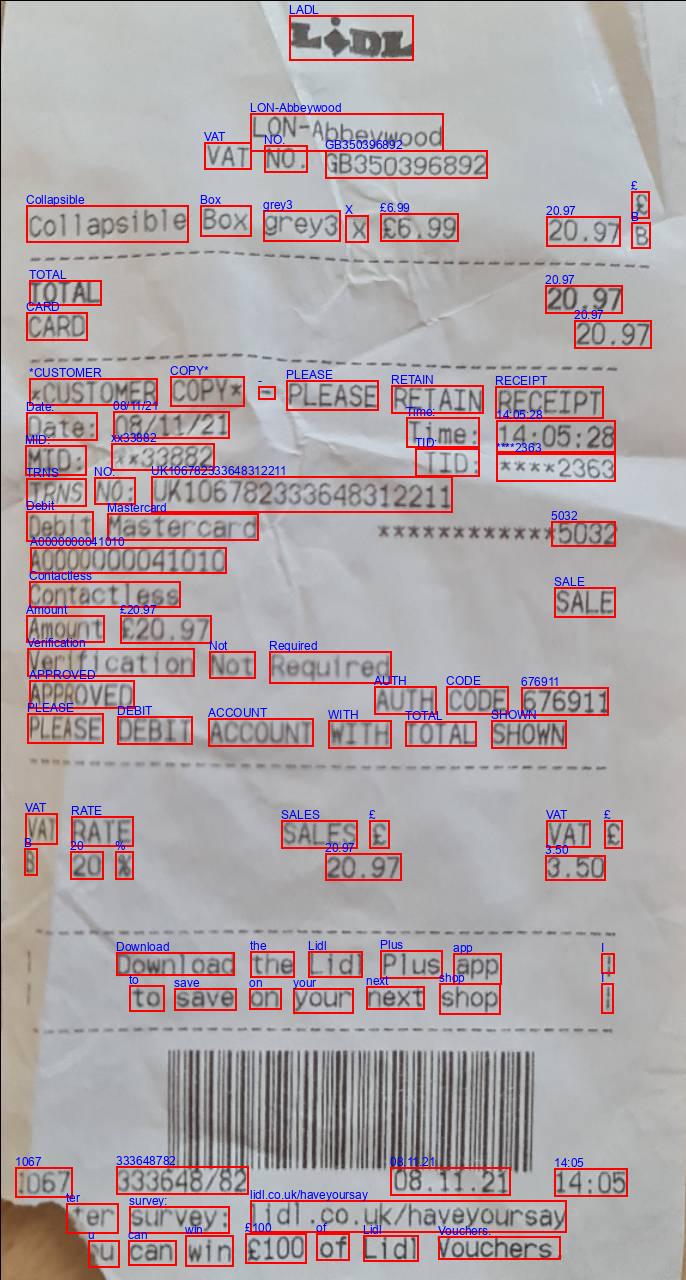 LIDL
LON-Abbeywood
VAT NO. GB350396892
£
Collapsible Box grey3 x £6.99 20.97 B
TOTAL 20.97
CARD 20.97
*CUSTOMER COPY* - PLEASE RETAIN RECEIPT
Date: 08/11/21 Time: 14:05:28
MID: **33882 TID: ****2363
TRNS NO: UK106782333648312211
Debit Mastercard ************5032
A0000000041010
Contactless SALE
Amount £20.97
Verification Not Required
APPROVED AUTH CODE 676911
PLEASE DEBIT ACCOUNT WITH TOTAL SHOWN
VAT RATE SALES £ VAT £
B 20 % 20.97 3.50
| Download the Lidl Plus app |
| to save on your next shop |
1067 333648/82 08.11.21 14:05
ter survey: lidl.co.uk/haveyoursay
u can win £100 of Lidl Vouchers.